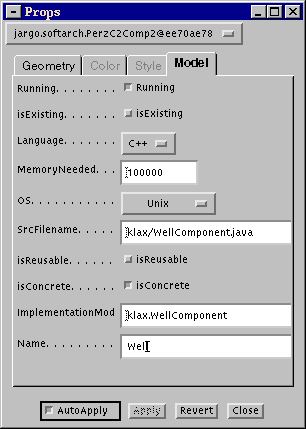 Props
jargo.softarch.PerzC2Comp2@ee70ae78
Geometry Color Style Model
Running........ Running
isExisting....... isExisting
Language....... C++
MemoryNeeded... 100000
OS........... Unix
SrcFilename..... klax/WellComponent.java
isReusable...... isReusable
isConcrete...... isConcrete
ImplementationMod klax.WellComponent
Name......... Well
AutoApply Apply Revert Close